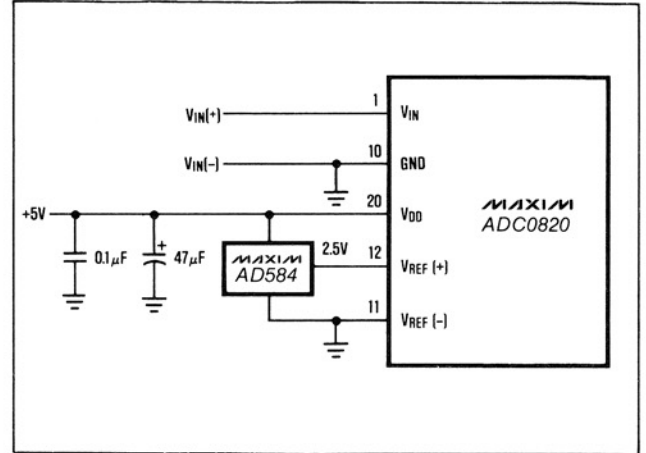 1
VIN(+)
VIN
10
VIN(-)
GND
20
+5V
VDD
MAXIM
ADC0820
0.1µF
+
47µF
MAXIM
AD584
2.5V
12
VREF (+)
11
VREF (-)